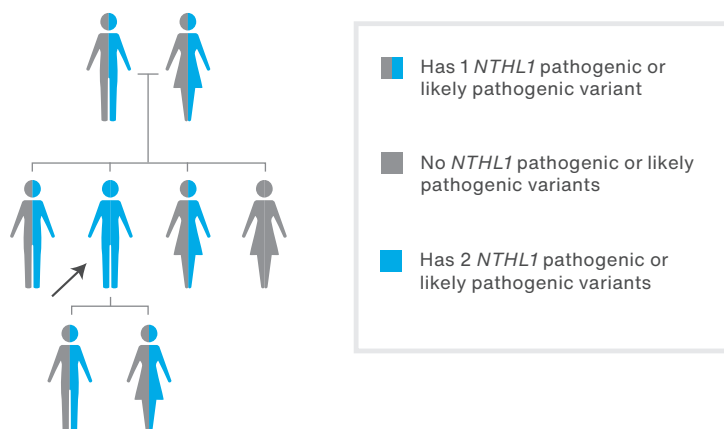 Has 1 NTHL1 pathogenic or
likely pathogenic variant
No NTHL1 pathogenic or likely
pathogenic variants
Has 2 NTHL1 pathogenic or
likely pathogenic variants